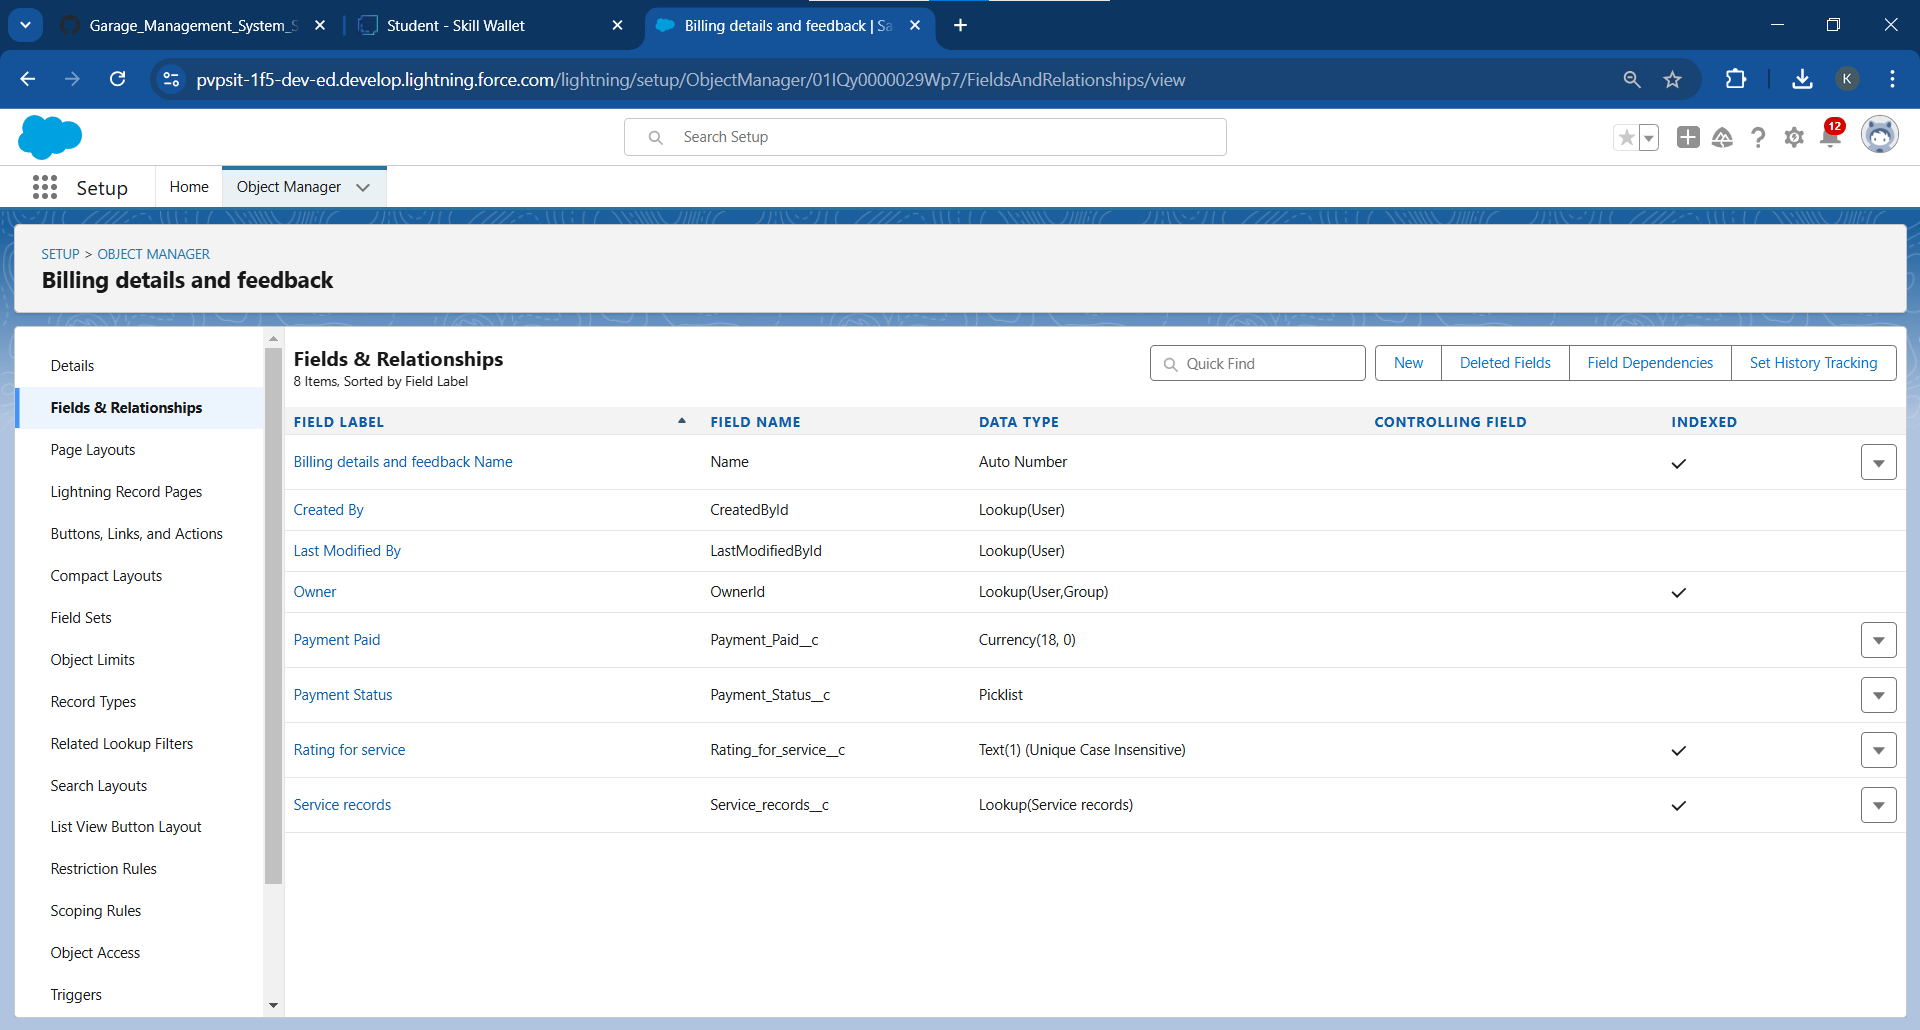 Garage_Management_System_S
Student - Skill Wallet
Billing details and feedback | Sa
pvpsit-1f5-dev-ed.develop.lightning.force.com/lightning/setup/ObjectManager/01IQy0000029Wp7/FieldsAndRelationships/view
K
Search Setup
12
Setup
Home
Object Manager
SETUP > OBJECT MANAGER
Billing details and feedback
Details
Fields & Relationships
Page Layouts
Lightning Record Pages
Buttons, Links, and Actions
Compact Layouts
Field Sets
Object Limits
Record Types
Related Lookup Filters
Search Layouts
List View Button Layout
Restriction Rules
Scoping Rules
Object Access
Triggers
Fields & Relationships
8 Items, Sorted by Field Label
Quick Find
New
Deleted Fields
Field Dependencies
Set History Tracking
FIELD LABEL FIELD NAME DATA TYPE CONTROLLING FIELD INDEXED
Billing details and feedback Name Name Auto Number
Created By CreatedById Lookup(User)
Last Modified By LastModifiedById Lookup(User)
Owner OwnerId Lookup(User,Group)
Payment Paid Payment_Paid__c Currency(18, 0)
Payment Status Payment_Status__c Picklist
Rating for service Rating_for_service__c Text(1) (Unique Case Insensitive)
Service records Service_records__c Lookup(Service records)